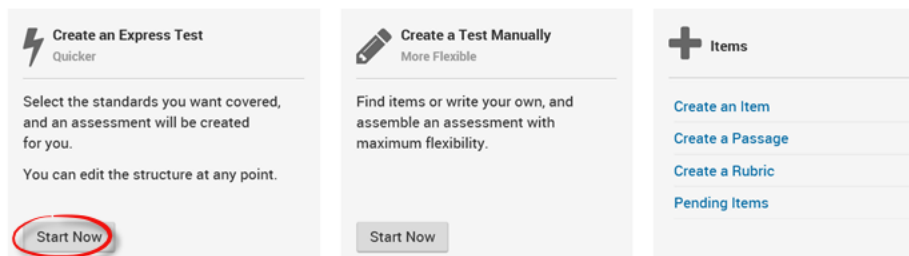 Create an Express Test
Quicker
Select the standards you want covered,
and an assessment will be created
for you.
You can edit the structure at any point.
Start Now
Create a Test Manually
More Flexible
Find items or write your own, and
assemble an assessment with
maximum flexibility.
Start Now
Items
Create an Item
Create a Passage
Create a Rubric
Pending Items